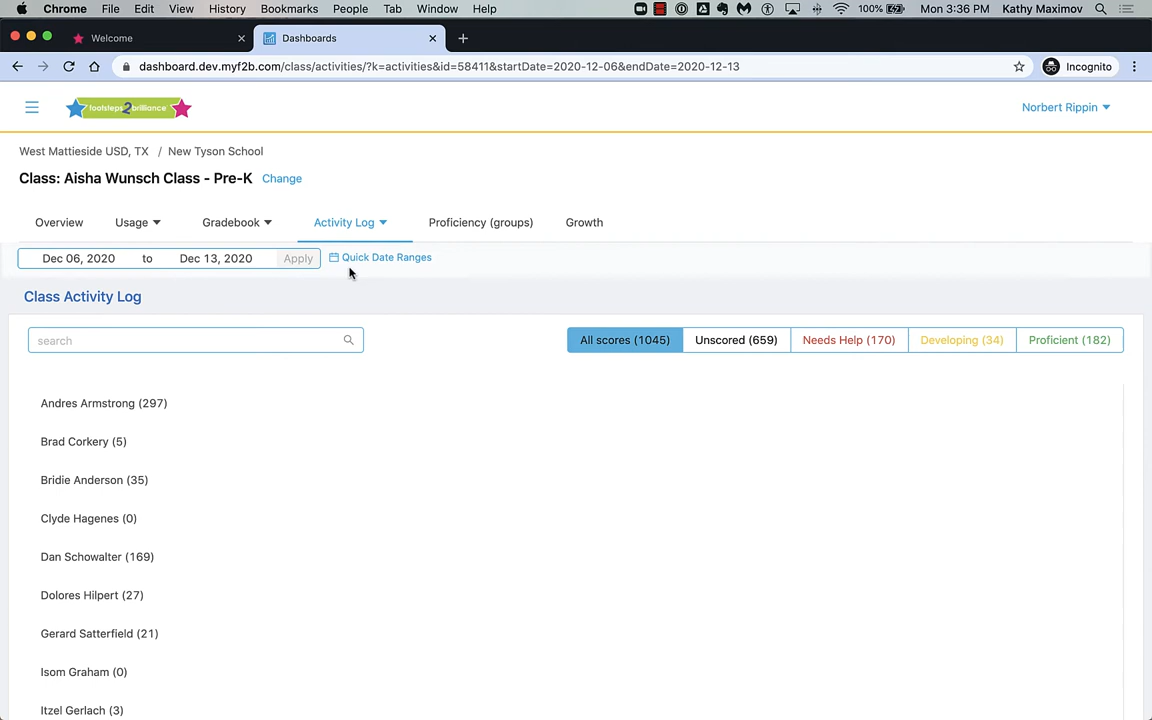 Chrome File Edit View History Bookmarks People Tab Window Help 100% Mon 3:36 PM Kathy Maximov
Welcome Dashboards
dashboard.dev.myf2b.com/class/activities/?k=activities&id=58411&startDate=2020-12-06&endDate=2020-12-13 Incognito
footsteps2brilliance Norbert Rippin
West Mattieside USD, TX / New Tyson School
Class: Aisha Wunsch Class - Pre-K Change
Overview Usage Gradebook Activity Log Proficiency (groups) Growth
Dec 06, 2020 to Dec 13, 2020 Apply Quick Date Ranges
Class Activity Log
search All scores (1045) Unscored (659) Needs Help (170) Developing (34) Proficient (182)
Andres Armstrong (297)
Brad Corkery (5)
Bridie Anderson (35)
Clyde Hagenes (0)
Dan Schowalter (169)
Dolores Hilpert (27)
Gerard Satterfield (21)
Isom Graham (0)
Itzel Gerlach (3)